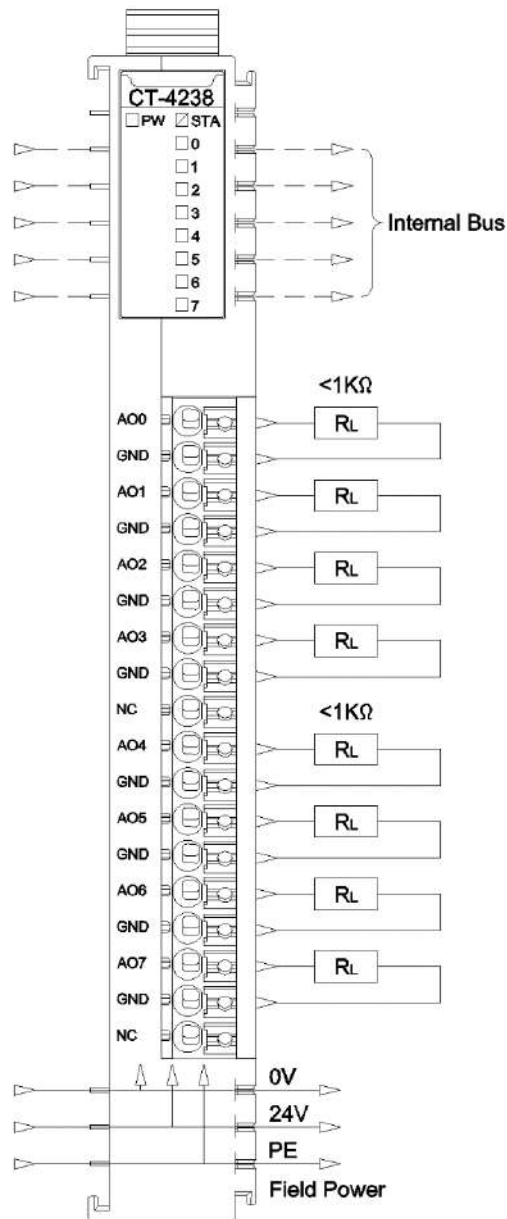 CT-4238
PW STA
0
1
2
3
4
5
6
7
Internal Bus
<1KΩ
AO0 RL
GND
AO1 RL
GND
AO2 RL
GND
AO3 RL
GND
NC <1KΩ
AO4 RL
GND
AO5 RL
GND
AO6 RL
GND
AO7 RL
GND
NC
0V
24V
PE
Field Power